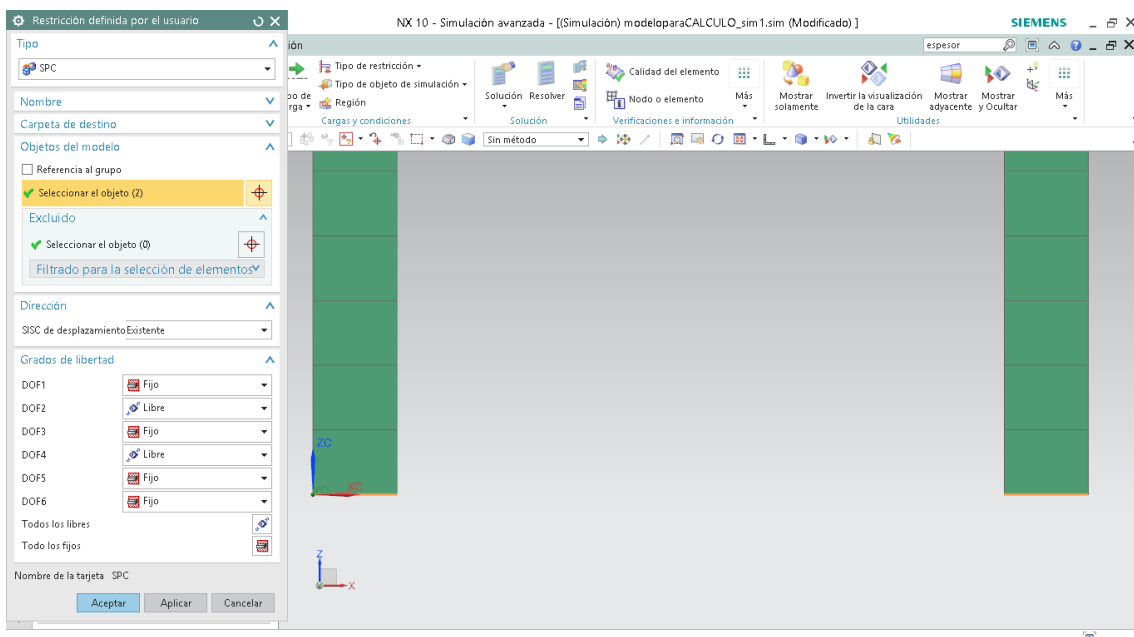 Restricción definida por el usuario
NX 10 - Simulación avanzada - [(Simulación) modeloparaCALCULO_sim1.sim (Modificado) ]
SIEMENS
Tipo
SPC
Nombre
Carpeta de destino
Objetos del modelo
Referencia al grupo
Seleccionar el objeto (2)
Excluido
Seleccionar el objeto (0)
Filtrado para la selección de elementos
Dirección
SISC de desplazamiento Existente
Grados de libertad
DOF1 Fijo
DOF2 Libre
DOF3 Fijo
DOF4 Libre
DOF5 Fijo
DOF6 Fijo
Todos los libres
Todo los fijos
Nombre de la tarjeta SPC
Aceptar Aplicar Cancelar
ión
espesor
po de
rga
Tipo de restricción
Tipo de objeto de simulación
Región
Cargas y condiciones
Solución Resolver
Solución
Calidad del elemento
Nodo o elemento
Más
Verificaciones e información
Mostrar solamente
Invertir la visualización de la cara
Mostrar adyacente
Mostrar y Ocultar
Más
Utilidades
Sin método
ZC
YC XC
Z
X